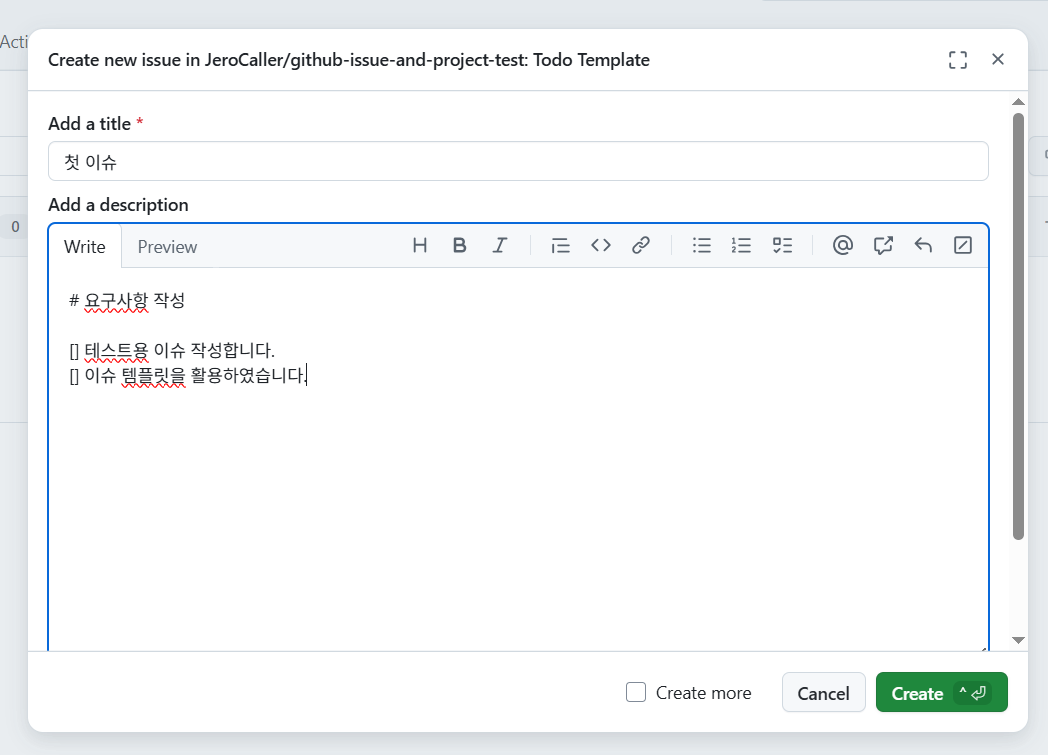 Acti
Create new issue in JeroCaller/github-issue-and-project-test: Todo Template
Add a title *
첫 이슈
Add a description
0
Write Preview
# 요구사항 작성
[] 테스트용 이슈 작성합니다.
[] 이슈 템플릿을 활용하였습니다.
Create more Cancel Create